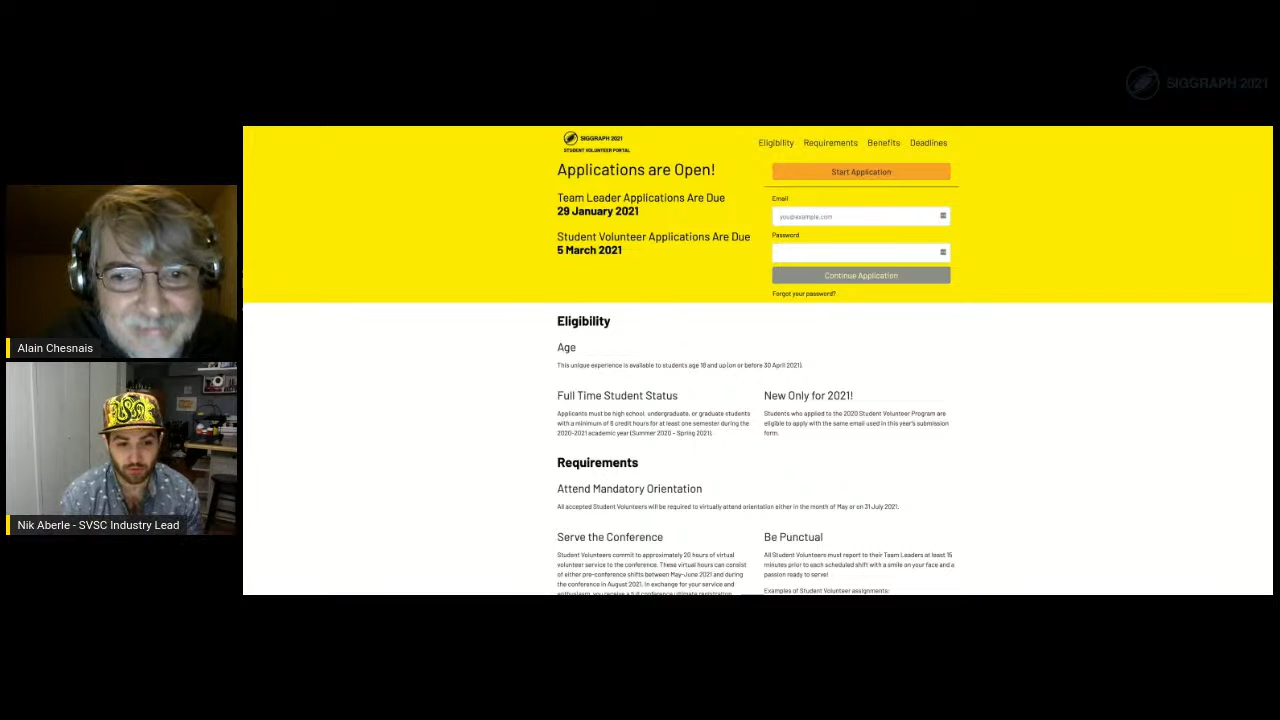 SIGGRAPH 2021
SIGGRAPH 2021
STUDENT VOLUNTEER PORTAL
Eligibility Requirements Benefits Deadlines
Applications are Open!
Team Leader Applications Are Due
29 January 2021
Student Volunteer Applications Are Due
5 March 2021
Start Application
Email
you@example.com
Password
Continue Application
Forgot your password?
Eligibility
Age
This unique experience is available to students age 18 and up (on or before 30 April 2021).
Full Time Student Status
Applicants must be high school, undergraduate, or graduate students
with a minimum of 6 credit hours for at least one semester during the
2020-2021 academic year (Summer 2020 – Spring 2021).
New Only for 2021!
Students who applied to the 2020 Student Volunteer Program are
eligible to apply with the same email used in this year's submission
form.
Requirements
Attend Mandatory Orientation
All accepted Student Volunteers will be required to virtually attend orientation either in the month of May or on 31 July 2021.
Serve the Conference
Student Volunteers commit to approximately 20 hours of virtual
volunteer service to the conference. These virtual hours can consist
of either pre-conference shifts between May-June 2021 and during
the conference in August 2021. In exchange for your service and
enthusiasm, you receive a full conference ultimate registration
Be Punctual
All Student Volunteers must report to their Team Leaders at least 15
minutes prior to each scheduled shift with a smile on your face and a
passion ready to serve!
Examples of Student Volunteer assignments:
Alain Chesnais
Nik Aberle - SVSC Industry Lead